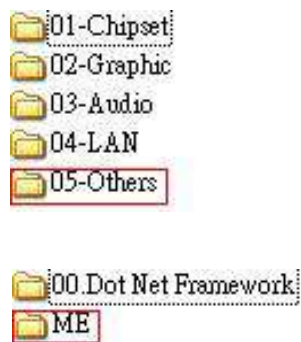 01-Chipset
02-Graphic
03-Audio
04-LAN
05-Others
00.Dot Net Framework
ME